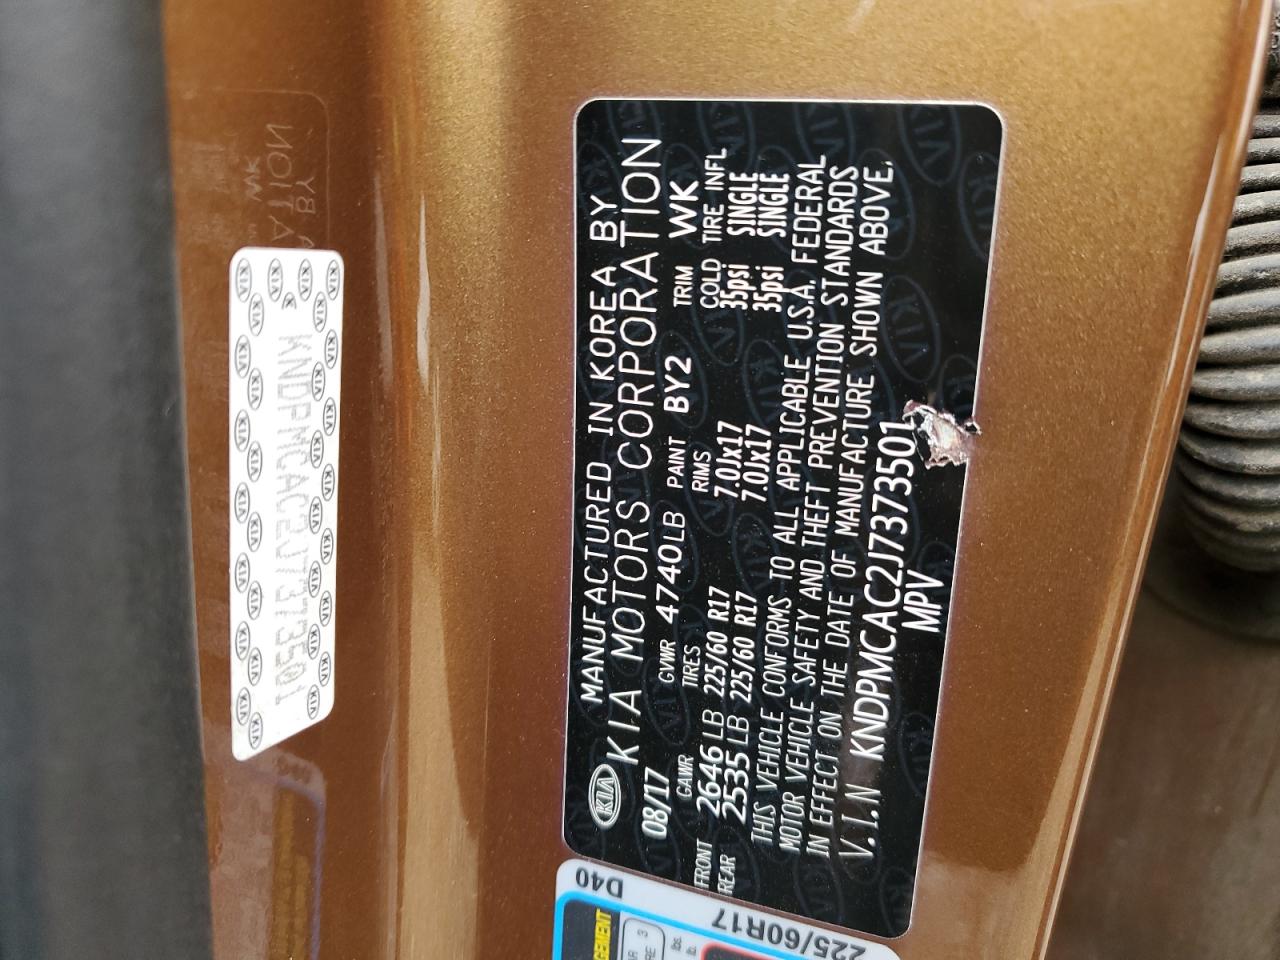 KIA
MANUFACTURED IN KOREA BY
KIA MOTORS CORPORATION
08/17 GVWR 4740LB PAINT BY2 TRIM WK
GAWR TIRES RIMS COLD TIRE INFL
FRONT 2646LB 225/60 R17 7.0Jx17 35psi SINGLE
REAR 2535LB 225/60 R17 7.0Jx17 35psi SINGLE
THIS VEHICLE CONFORMS TO ALL APPLICABLE U.S.A. FEDERAL
MOTOR VEHICLE SAFETY AND THEFT PREVENTION STANDARDS
IN EFFECT ON THE DATE OF MANUFACTURE SHOWN ABOVE.
V.I.N KNDPMCAC2J7373501
MPV
KNDPMCAC2J7373501
D40
225/60R17